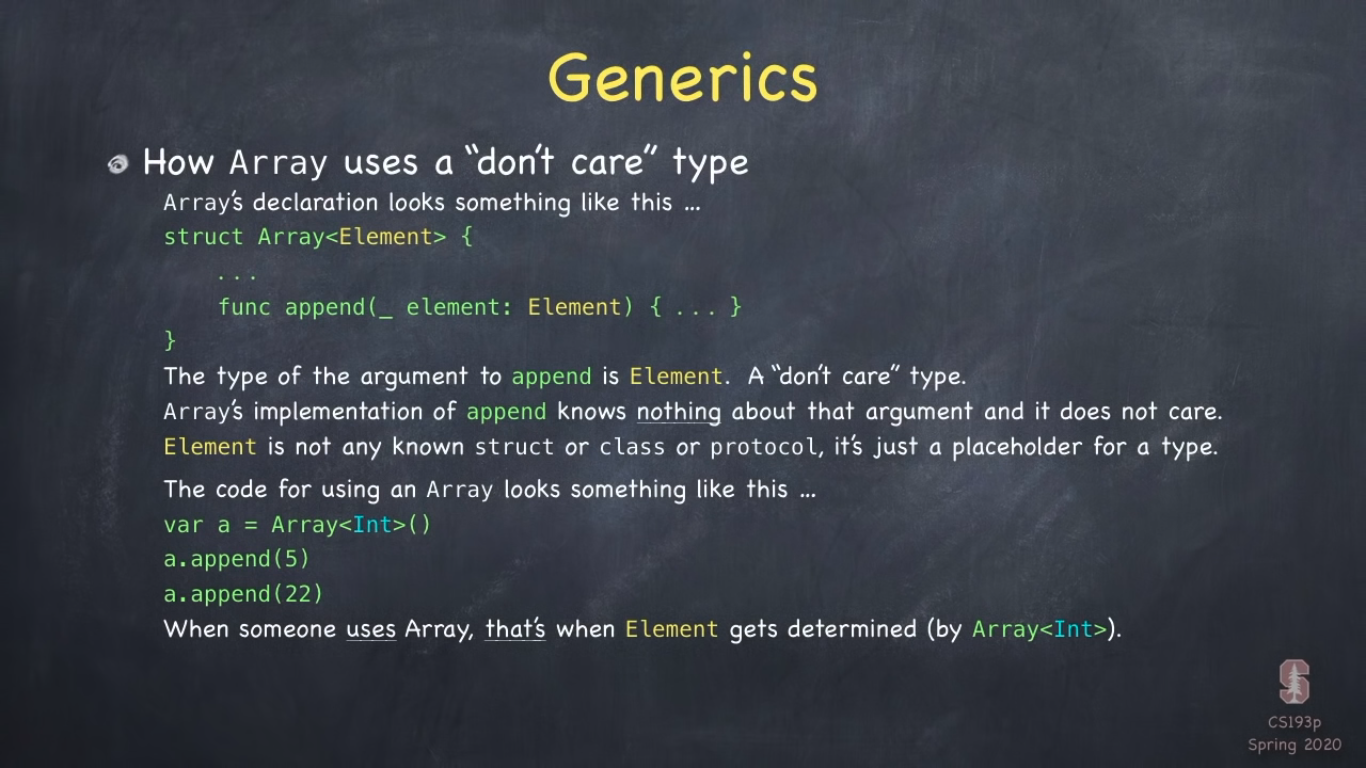 Generics
How Array uses a “don’t care” type
Array’s declaration looks something like this ...
struct Array<Element> {
...
func append(_ element: Element) { ... }
}
The type of the argument to append is Element. A “don’t care” type.
Array’s implementation of append knows nothing about that argument and it does not care.
Element is not any known struct or class or protocol, it’s just a placeholder for a type.
The code for using an Array looks something like this ...
var a = Array<Int>()
a.append(5)
a.append(22)
When someone uses Array, that’s when Element gets determined (by Array<Int>).
S
CS193p
Spring 2020